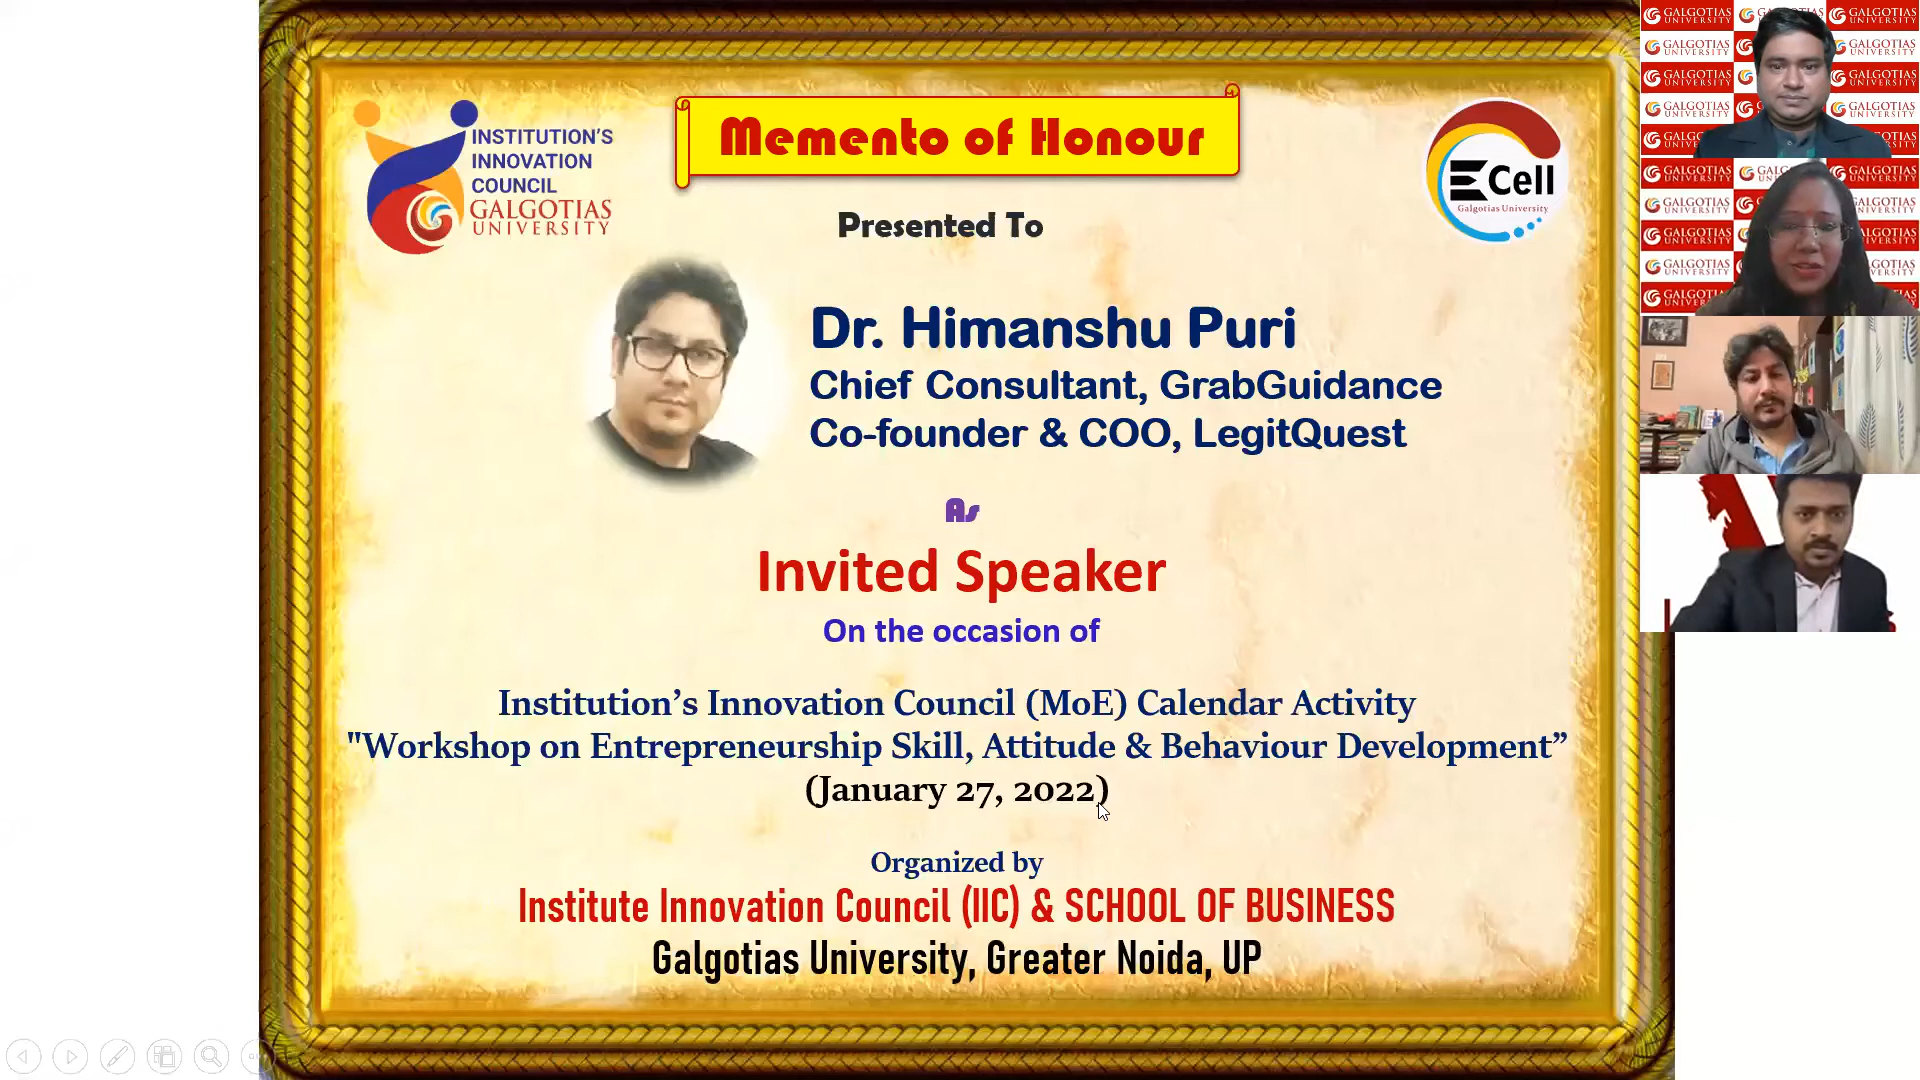 INSTITUTION'S
INNOVATION
COUNCIL
GALGOTIAS
UNIVERSITY
Memento of Honour
ECell
Galgotias University
Presented To
Dr. Himanshu Puri
Chief Consultant, GrabGuidance
Co-founder & COO, LegitQuest
As
Invited Speaker
On the occasion of
Institution’s Innovation Council (MoE) Calendar Activity
"Workshop on Entrepreneurship Skill, Attitude & Behaviour Development”
(January 27, 2022)
Organized by
Institute Innovation Council (IIC) & SCHOOL OF BUSINESS
Galgotias University, Greater Noida, UP
GALGOTIAS
UNIVERSITY